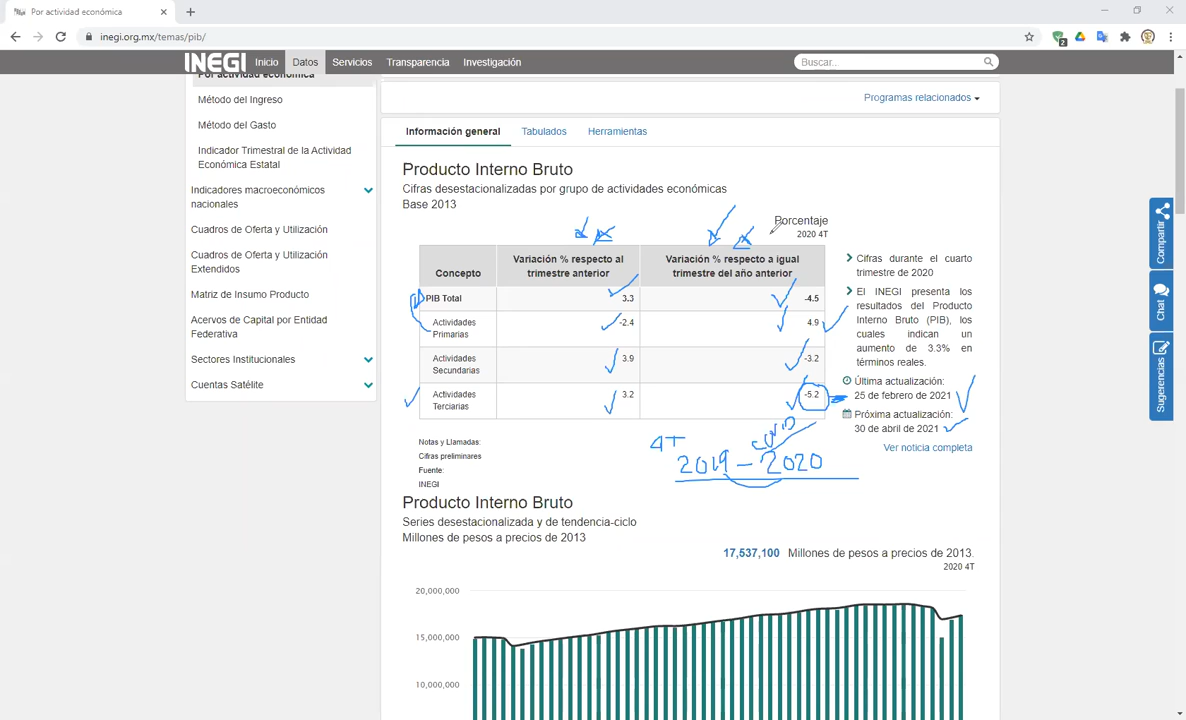 Por actividad económica
inegi.org.mx/temas/pib/
2
INEGI Inicio Datos Servicios Transparencia Investigación Buscar...
Por actividad económica
Método del Ingreso
Método del Gasto
Indicador Trimestral de la Actividad
Económica Estatal
Indicadores macroeconómicos
nacionales
Cuadros de Oferta y Utilización
Cuadros de Oferta y Utilización
Extendidos
Matriz de Insumo Producto
Acervos de Capital por Entidad
Federativa
Sectores Institucionales
Cuentas Satélite
Programas relacionados
Información general Tabulados Herramientas
Producto Interno Bruto
Cifras desestacionalizadas por grupo de actividades económicas
Base 2013
Porcentaje
2020 4T
Concepto
Variación % respecto al
trimestre anterior
Variación % respecto a igual
trimestre del año anterior
PIB Total 3.3 -4.5
Actividades
Primarias
-2.4 4.9
Actividades
Secundarias
3.9 -3.2
Actividades
Terciarias
3.2 -5.2
Cifras durante el cuarto
trimestre de 2020
El INEGI presenta los
resultados del Producto
Interno Bruto (PIB), los
cuales indican un
aumento de 3.3% en
términos reales.
Última actualización:
25 de febrero de 2021
Próxima actualización:
30 de abril de 2021
Ver noticia completa
COVID
4T
2019 – 2020
Notas y Llamadas:
Cifras preliminares
Fuente:
INEGI
Producto Interno Bruto
Series desestacionalizada y de tendencia-ciclo
Millones de pesos a precios de 2013
17,537,100 Millones de pesos a precios de 2013.
2020 4T
20,000,000
15,000,000
10,000,000
Compartir
Chat
Sugerencias